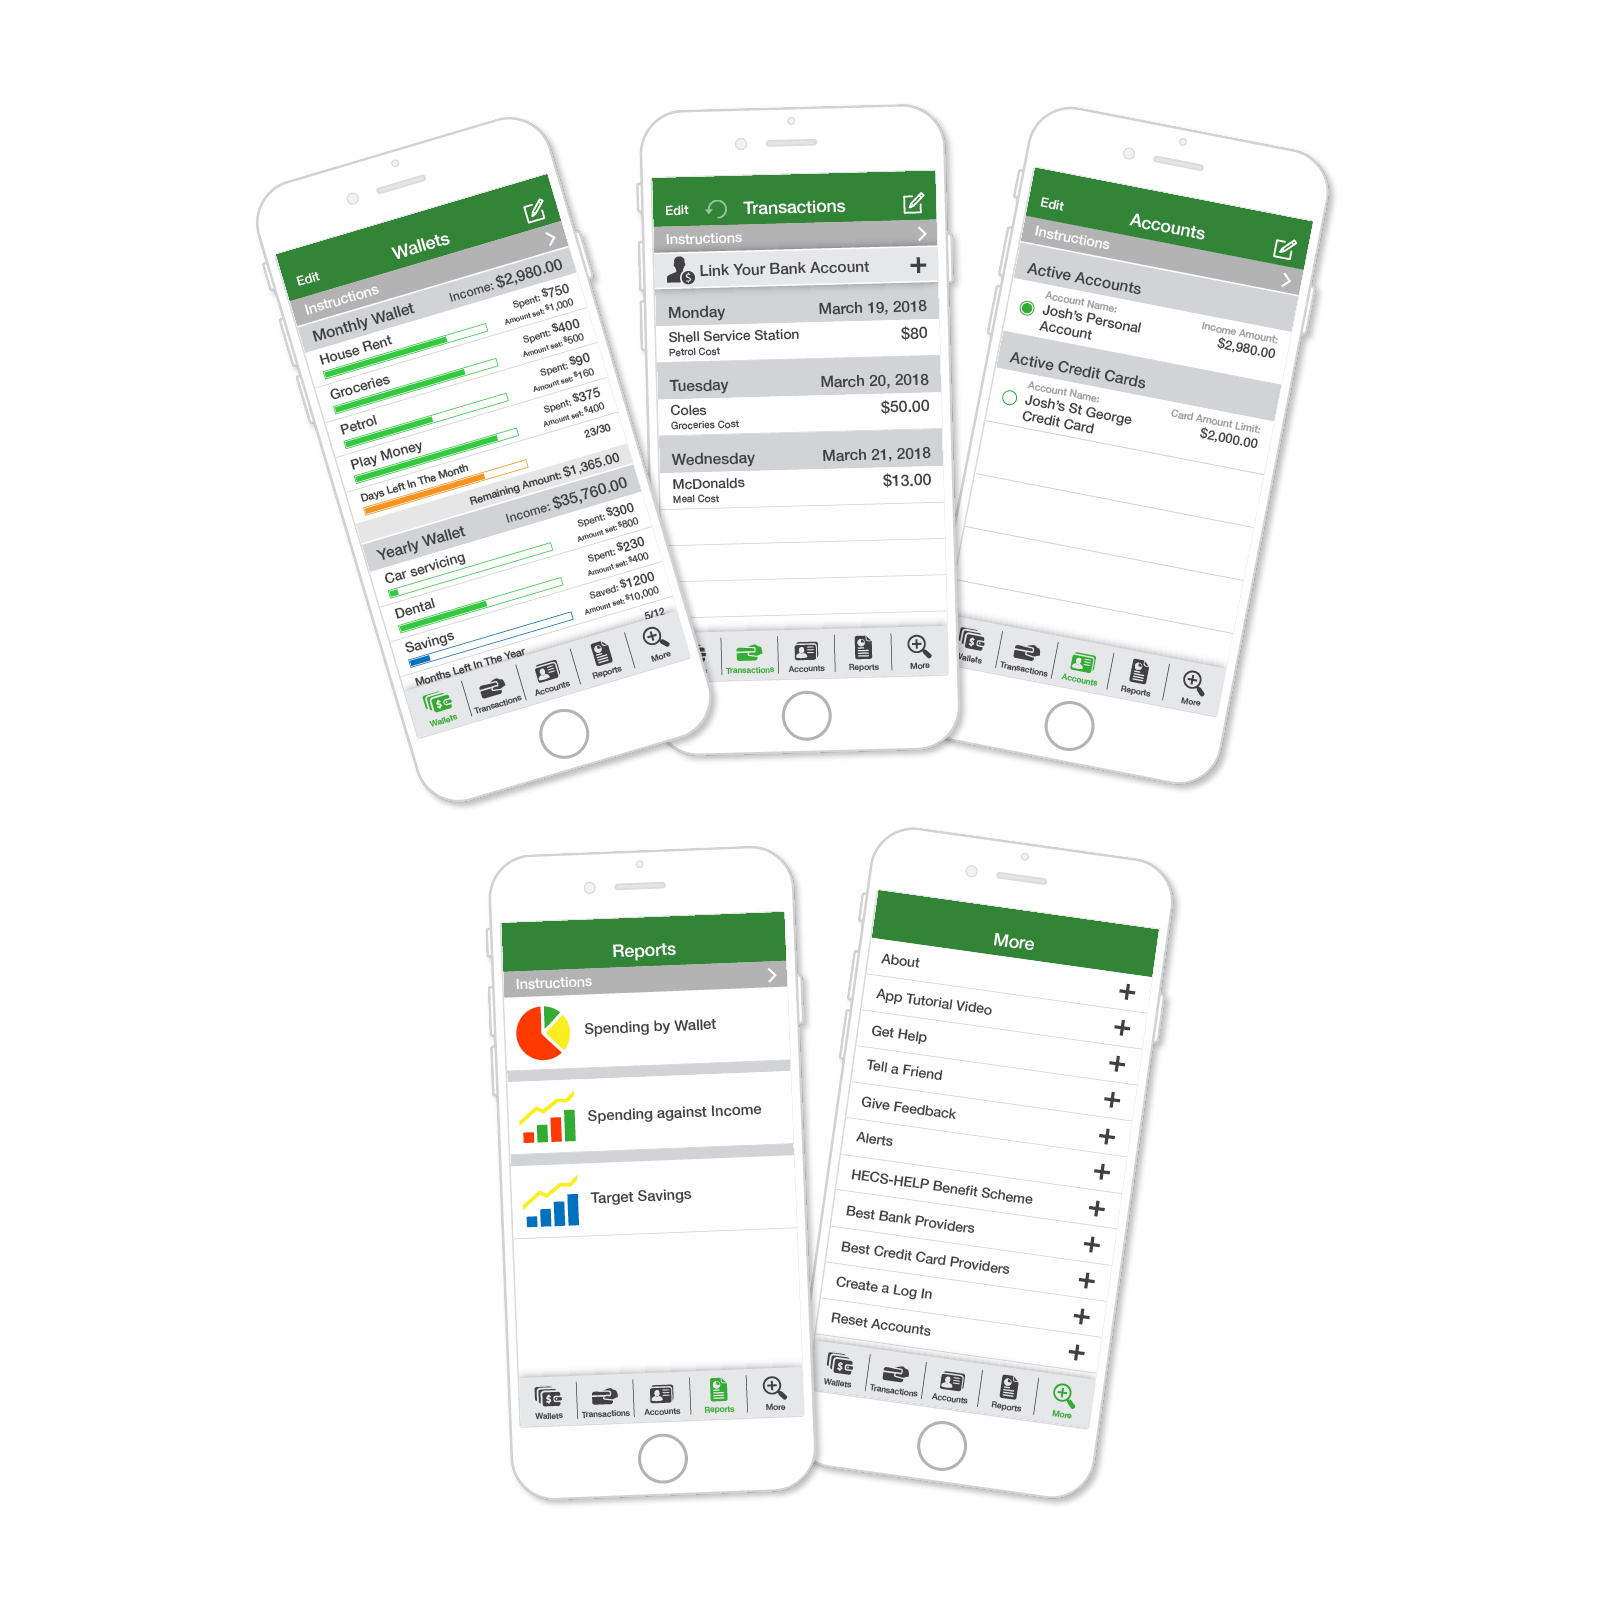 Edit
Wallets
Instructions
Monthly Wallet Income: $2,980.00
House Rent Spent: $750
Amount set: $1,000
Groceries Spent: $400
Amount set: $500
Petrol Spent: $90
Amount set: $160
Play Money Spent: $375
Amount set: $400
Days Left In The Month 23/30
Remaining Amount: $1,365.00
Yearly Wallet Income: $35,760.00
Car servicing Spent: $300
Amount set: $800
Dental Spent: $230
Amount set: $400
Savings Saved: $1200
Amount set: $10,000
Months Left In The Year 5/12
Wallets Transactions Accounts Reports More
Edit Transactions
Instructions
Link Your Bank Account
Monday March 19, 2018
Shell Service Station $80
Petrol Cost
Tuesday March 20, 2018
Coles $50.00
Groceries Cost
Wednesday March 21, 2018
McDonalds $13.00
Meal Cost
Transactions Accounts Reports More
Edit Accounts
Instructions
Active Accounts
Account Name: Income Amount:
Josh's Personal $2,980.00
Account
Active Credit Cards
Account Name: Card Amount Limit:
Josh's St George $2,000.00
Credit Card
Wallets Transactions Accounts Reports More
Reports
Instructions
Spending by Wallet
Spending against Income
Target Savings
Wallets Transactions Accounts Reports More
More
About
App Tutorial Video
Get Help
Tell a Friend
Give Feedback
Alerts
HECS-HELP Benefit Scheme
Best Bank Providers
Best Credit Card Providers
Create a Log In
Reset Accounts
Wallets Transactions Accounts Reports More